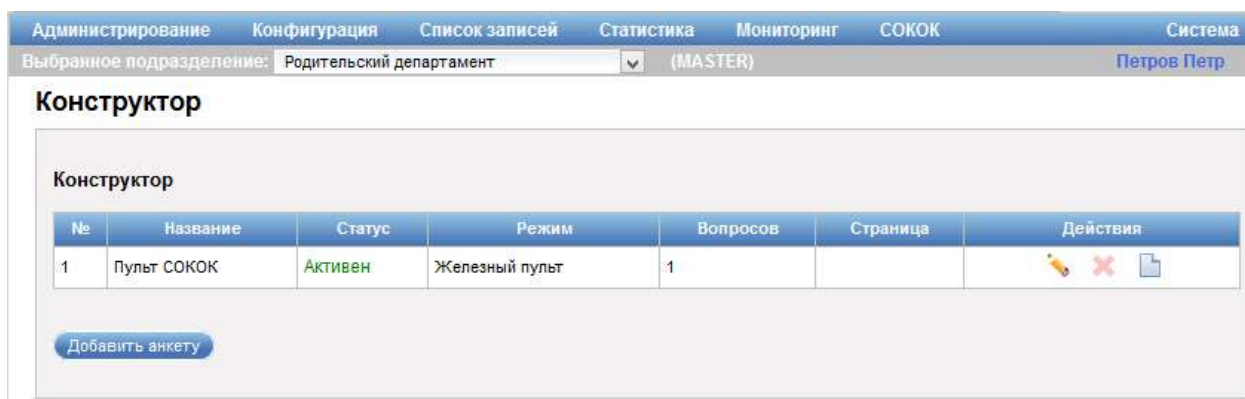 Администрирование Конфигурация Список записей Статистика Мониторинг СОКОК Система
Выбранное подразделение: Родительский департамент (MASTER) Петров Петр
Конструктор
Конструктор
№ Название Статус Режим Вопросов Страница Действия
1 Пульт СОКОК Активен Железный пульт 1
Добавить анкету